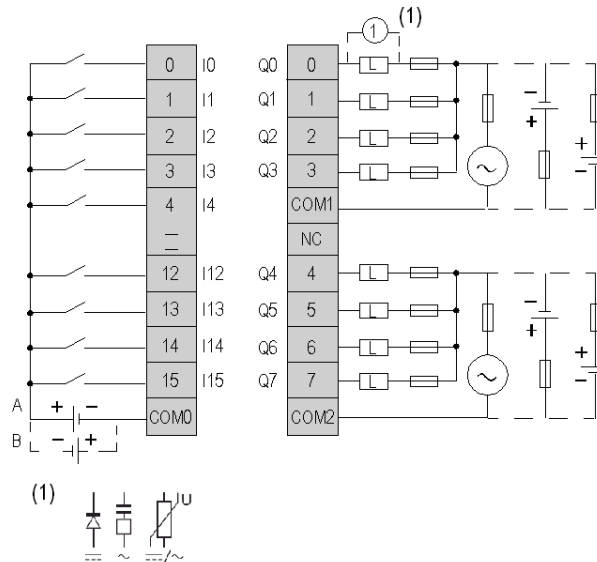 (1)
1
0 I0 Q0 0 L
1 I1 Q1 1 L
2 I2 Q2 2 L
3 I3 Q3 3 L
4 I4 COM1
NC
12 I12 Q4 4 L
13 I13 Q5 5 L
14 I14 Q6 6 L
15 I15 Q7 7 L
A + − COM0 COM2
B − +
− + + −
− + + −
(1)
U